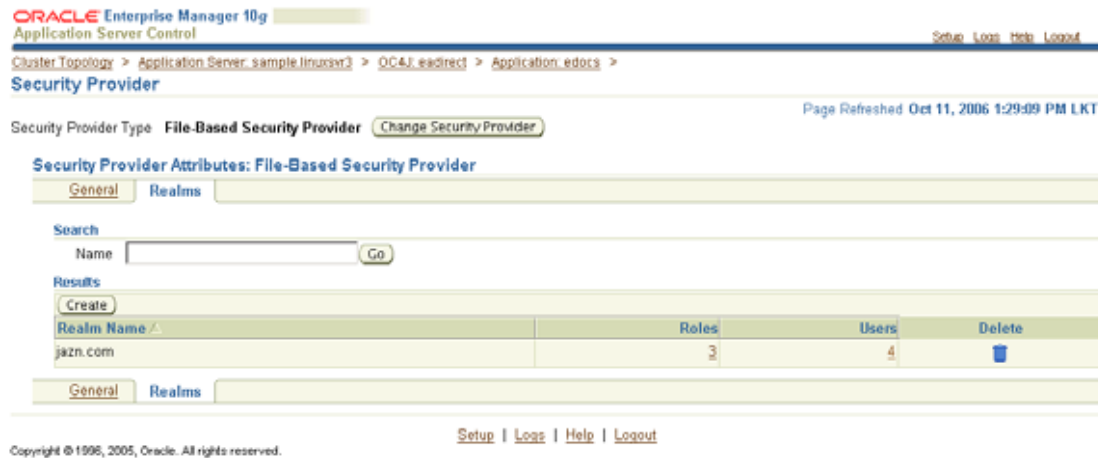 ORACLE Enterprise Manager 10g
Application Server Control
Setup Logs Help Logout
Cluster Topology > Application Server: sample.linuxsvr3 > OC4J: eadirect > Application: edocs >
Security Provider
Page Refreshed Oct 11, 2006 1:29:09 PM LKT
Security Provider Type File-Based Security Provider Change Security Provider
Security Provider Attributes: File-Based Security Provider
General Realms
Search
Name Go
Results
Create
Realm Name Roles Users Delete
jazn.com 3 4
General Realms
Setup | Logs | Help | Logout
Copyright © 1996, 2005, Oracle. All rights reserved.